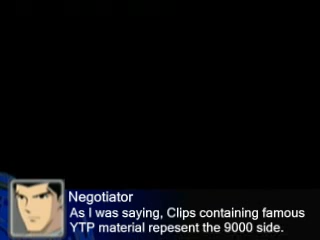 Negotiator
As I was saying, Clips containing famous
YTP material repesent the 9000 side.